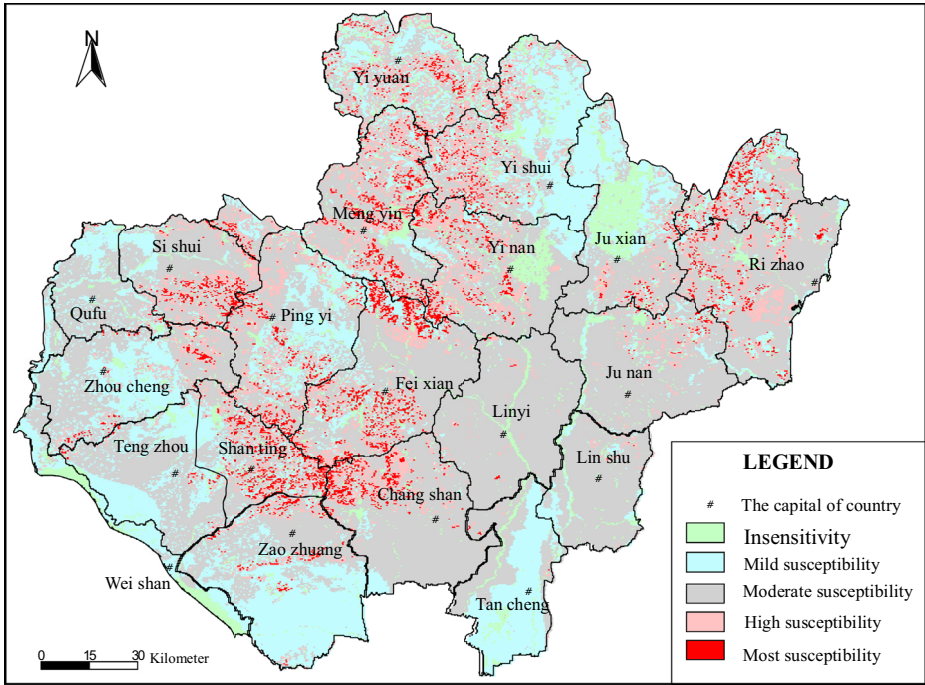 N
Yi yuan
Yi shui
Meng yin
Si shui
Yi nan
Ju xian
Ri zhao
Qufu
Ping yi
Zhou cheng
Fei xian
Ju nan
Linyi
Teng zhou
Shan ting
Lin shu
Chang shan
Zao zhuang
Wei shan
Tan cheng
LEGEND
# The capital of country
Insensitivity
Mild susceptibility
Moderate susceptibility
High susceptibility
Most susceptibility
0 15 30 Kilometer